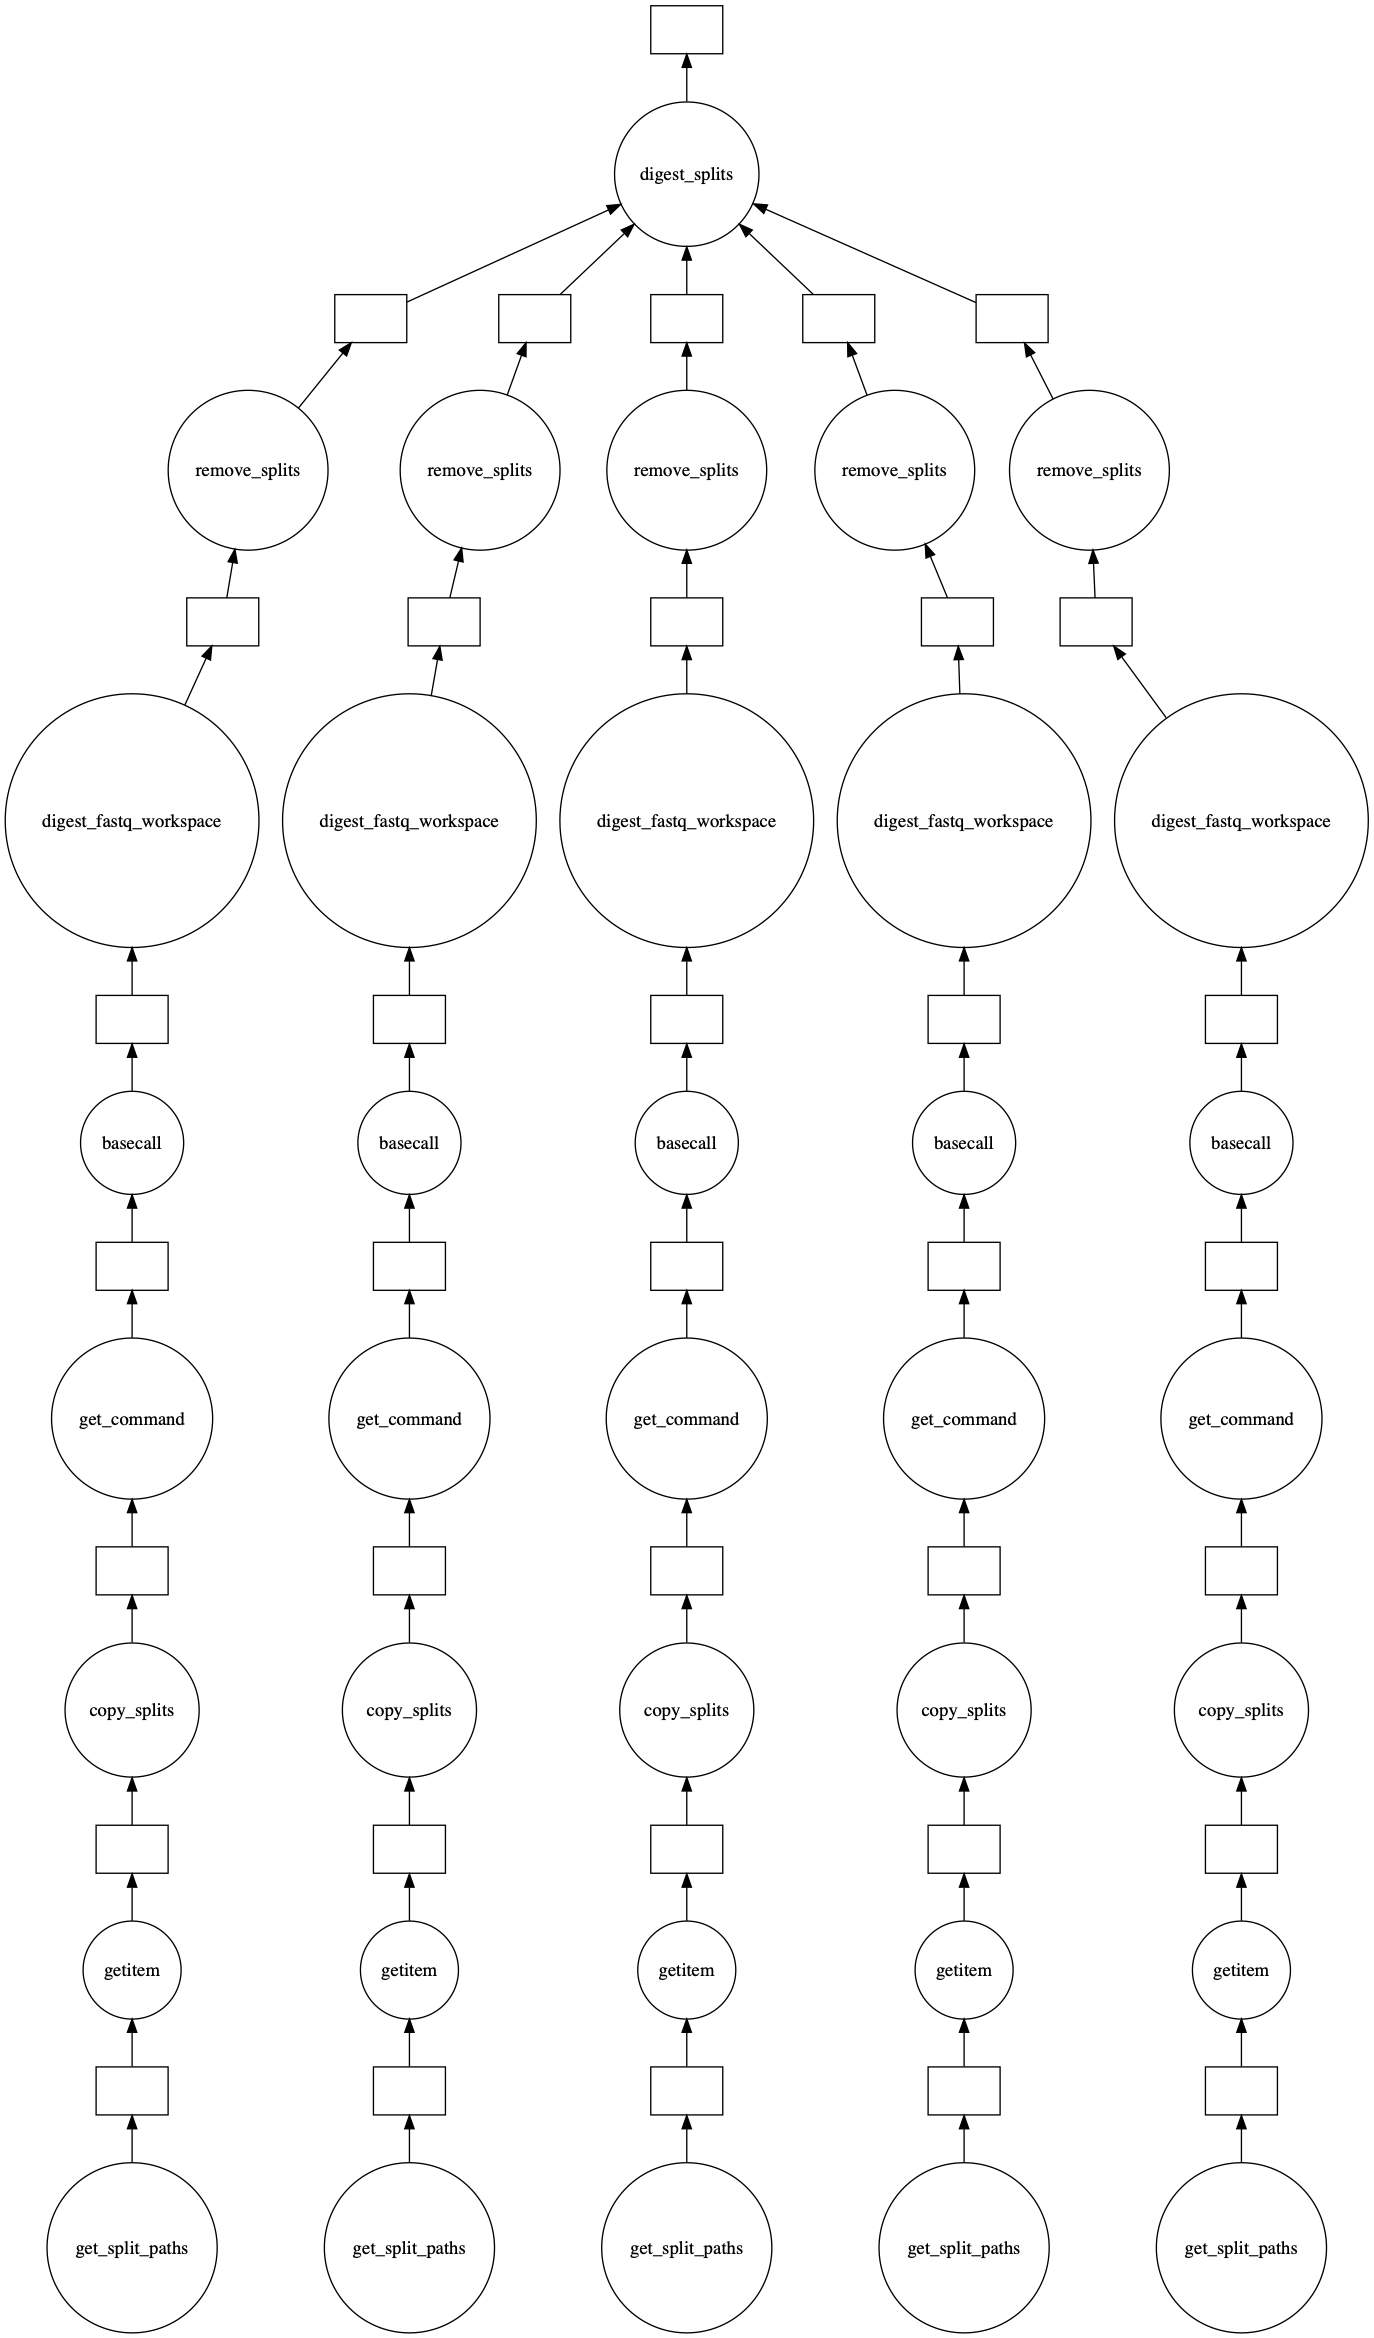 digest_splits
remove_splits
remove_splits
remove_splits
remove_splits
remove_splits
digest_fastq_workspace
digest_fastq_workspace
digest_fastq_workspace
digest_fastq_workspace
digest_fastq_workspace
basecall
basecall
basecall
basecall
basecall
get_command
get_command
get_command
get_command
get_command
copy_splits
copy_splits
copy_splits
copy_splits
copy_splits
getitem
getitem
getitem
getitem
getitem
get_split_paths
get_split_paths
get_split_paths
get_split_paths
get_split_paths